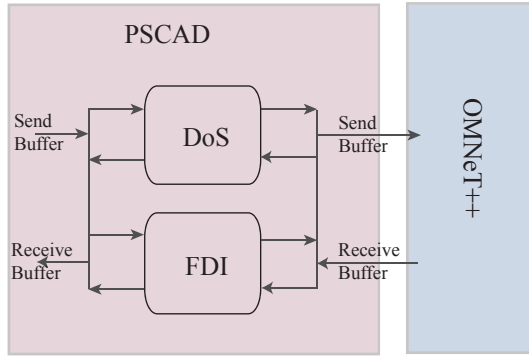 PSCAD
Send
Buffer
DoS
Send
Buffer
OMNeT++
Receive
Buffer
FDI
Receive
Buffer